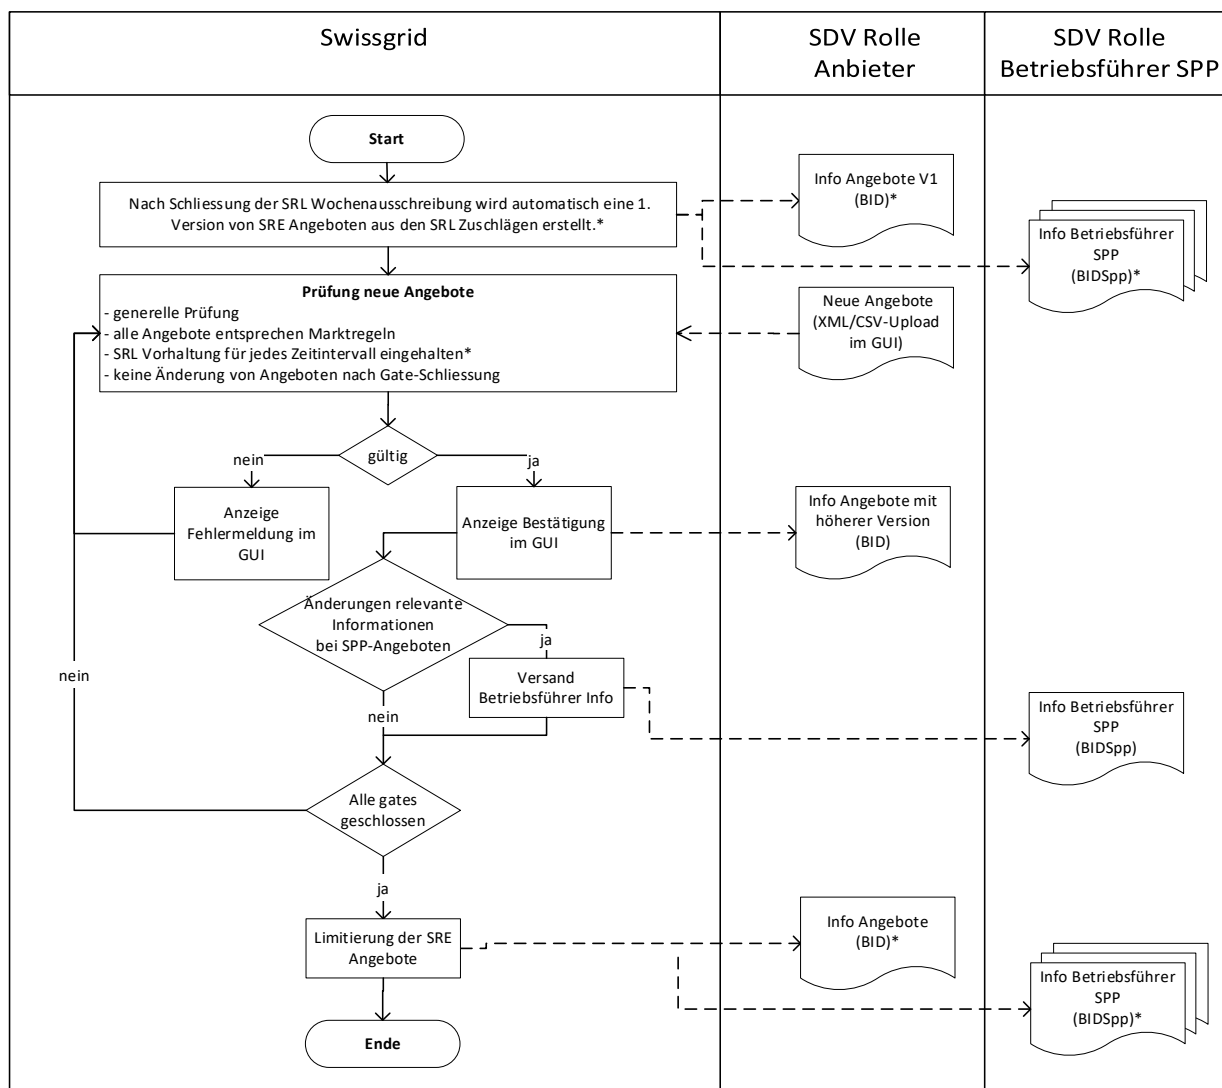 Swissgrid
SDV Rolle
Anbieter
SDV Rolle
Betriebsführer SPP
Start
Nach Schliessung der SRL Wochenausschreibung wird automatisch eine 1.
Version von SRE Angeboten aus den SRL Zuschlägen erstellt.*
Info Angebote V1
(BID)*
Info Betriebsführer
SPP
(BIDSpp)*
Prüfung neue Angebote
- generelle Prüfung
- alle Angebote entsprechen Marktregeln
- SRL Vorhaltung für jedes Zeitintervall eingehalten*
- keine Änderung von Angeboten nach Gate-Schliessung
Neue Angebote
(XML/CSV-Upload
im GUI)
gültig
nein
ja
Anzeige
Fehlermeldung im
GUI
Anzeige Bestätigung
im GUI
Info Angebote mit
höherer Version
(BID)
Änderungen relevante
Informationen
bei SPP-Angeboten
ja
nein
Versand
Betriebsführer Info
nein
Info Betriebsführer
SPP
(BIDSpp)
Alle gates
geschlossen
ja
Limitierung der SRE
Angebote
Info Angebote
(BID)*
Info Betriebsführer
SPP
(BIDSpp)*
Ende